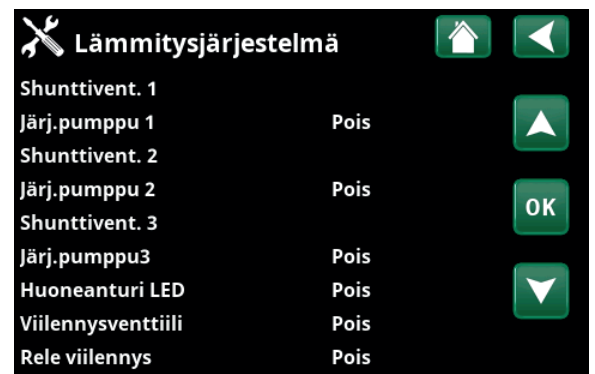 Lämmitysjärjestelmä
Shunttivent. 1
Järj.pumppu 1 Pois
Shunttivent. 2
Järj.pumppu 2 Pois
Shunttivent. 3
Järj.pumppu3 Pois
Huoneanturi LED Pois
Viilennysventtiili Pois
Rele viilennys Pois
OK